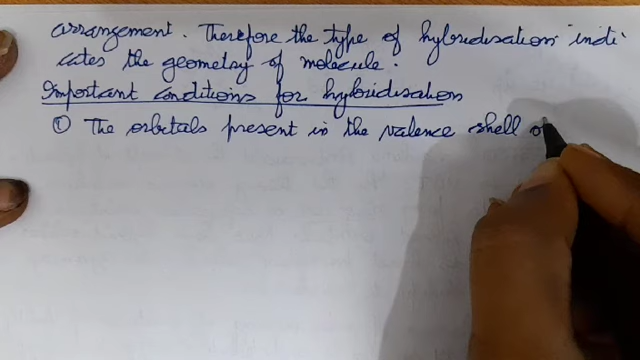 arrangement. Therefore the type of hybridisation indi
cates the geometry of molecule.
Important conditions for hybridisation
① The orbitals present in the valence shell o